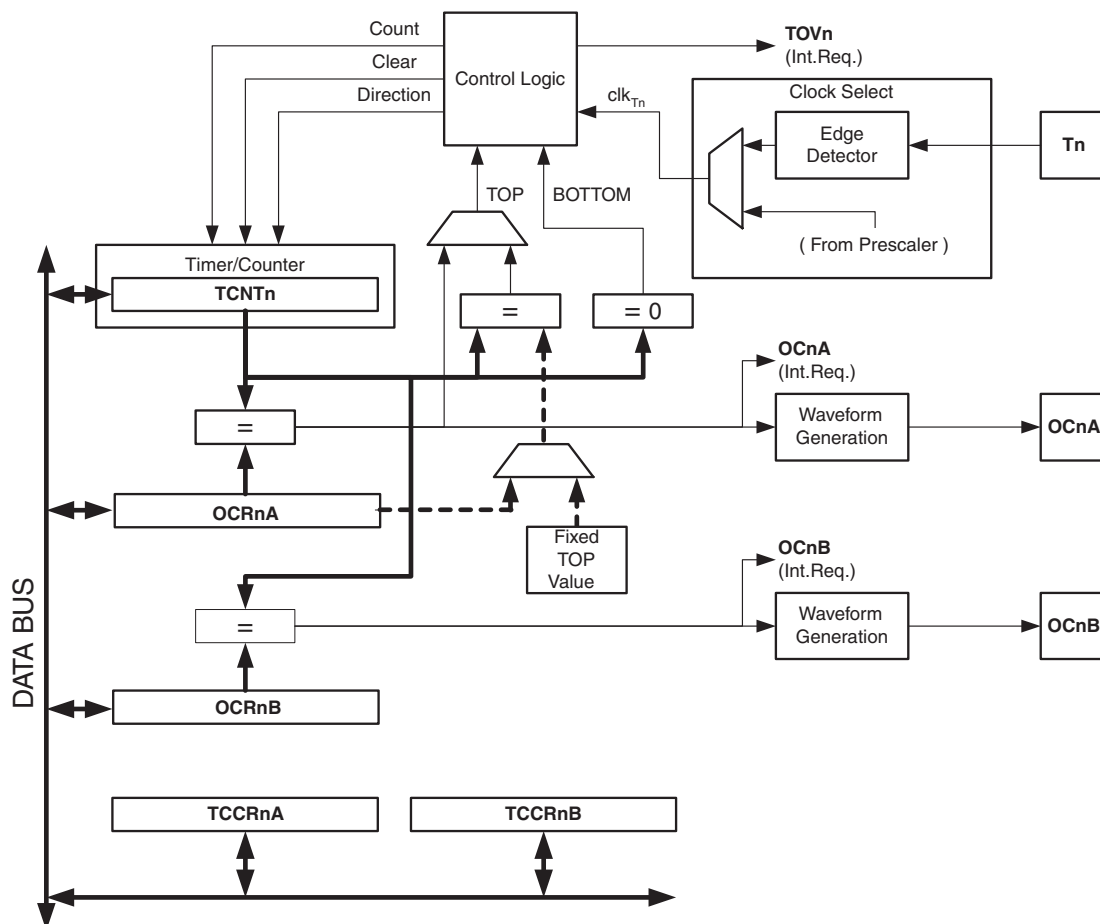 Count
Clear
Direction
Control Logic
TOVn
(Int.Req.)
clkTn
Clock Select
Edge
Detector
Tn
( From Prescaler )
TOP
BOTTOM
Timer/Counter
TCNTn
=
= 0
OCnA
(Int.Req.)
=
Waveform
Generation
OCnA
OCRnA
Fixed
TOP
Value
OCnB
(Int.Req.)
=
Waveform
Generation
OCnB
OCRnB
DATA BUS
TCCRnA
TCCRnB